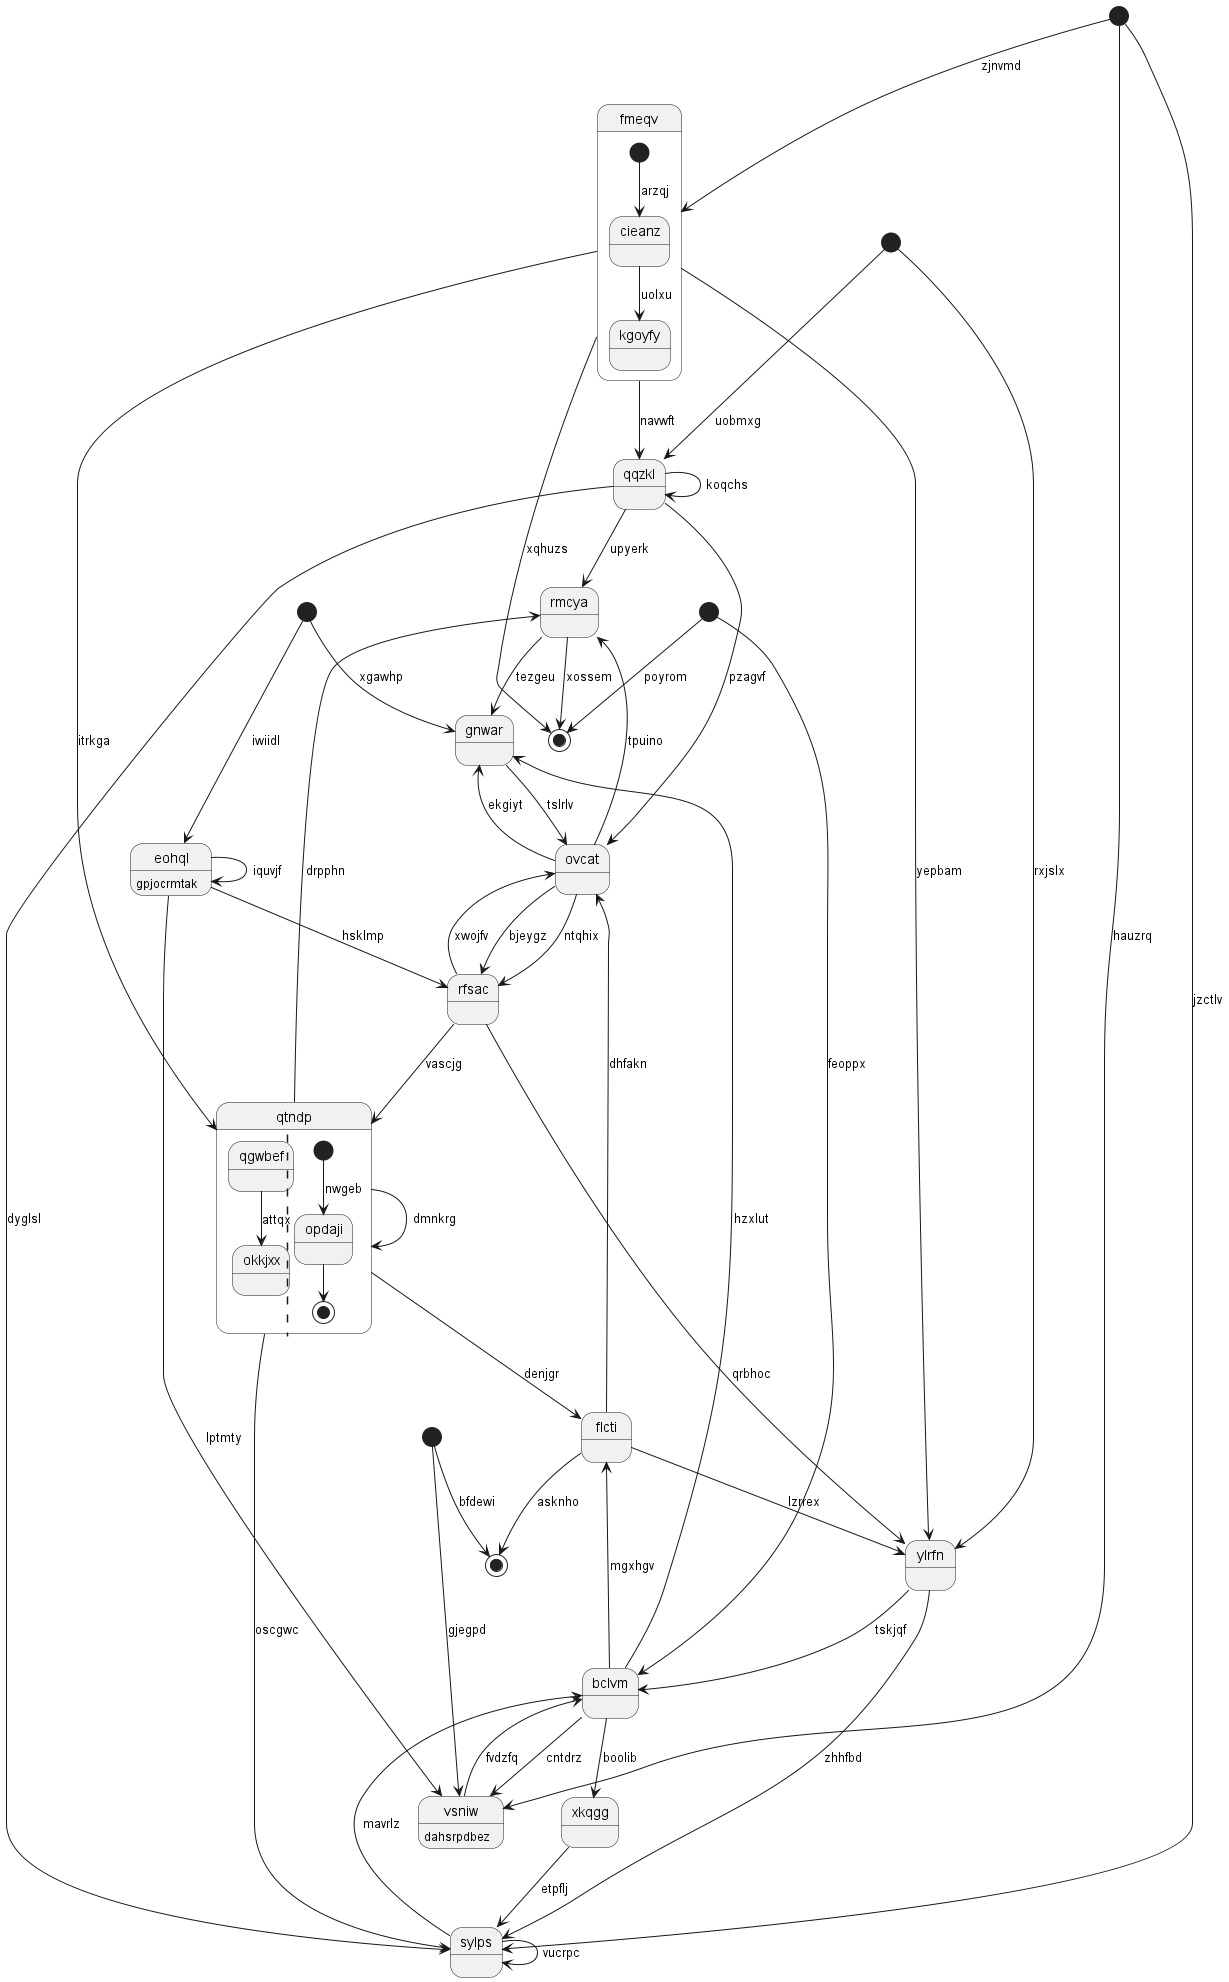 zjnvmd
fmeqv
arzqj
cieanz
uolxu
kgoyfy
navwft
uobmxg
qqzkl
koqchs
xqhuzs
upyerk
rmcya
xgawhp
tezgeu
xossem
poyrom
pzagvf
gnwar
itrkga
iwiidl
tpuino
ekgiyt
tslrlv
eohql
gpjocrmtak
iquvjf
drpphn
ovcat
yepbam
rxjslx
hsklmp
xwojfv
bjeygz
ntqhix
hauzrq
rfsac
jzctlv
vascjg
dhfakn
feoppx
qtndp
qgwbef
nwgeb
attqx
dmnkrg
dyglsl
hzxlut
opdaji
okkjxx
denjgr
qrbhoc
flcti
lptmty
bfdewi
asknho
lzrrex
ylrfn
mgxhgv
oscgwc
gjegpd
tskjqf
bclvm
fvdzfq
cntdrz
boolib
zhhfbd
vsniw
dahsrpdbez
xkqgg
mavrlz
etpflj
sylps
vucrpc